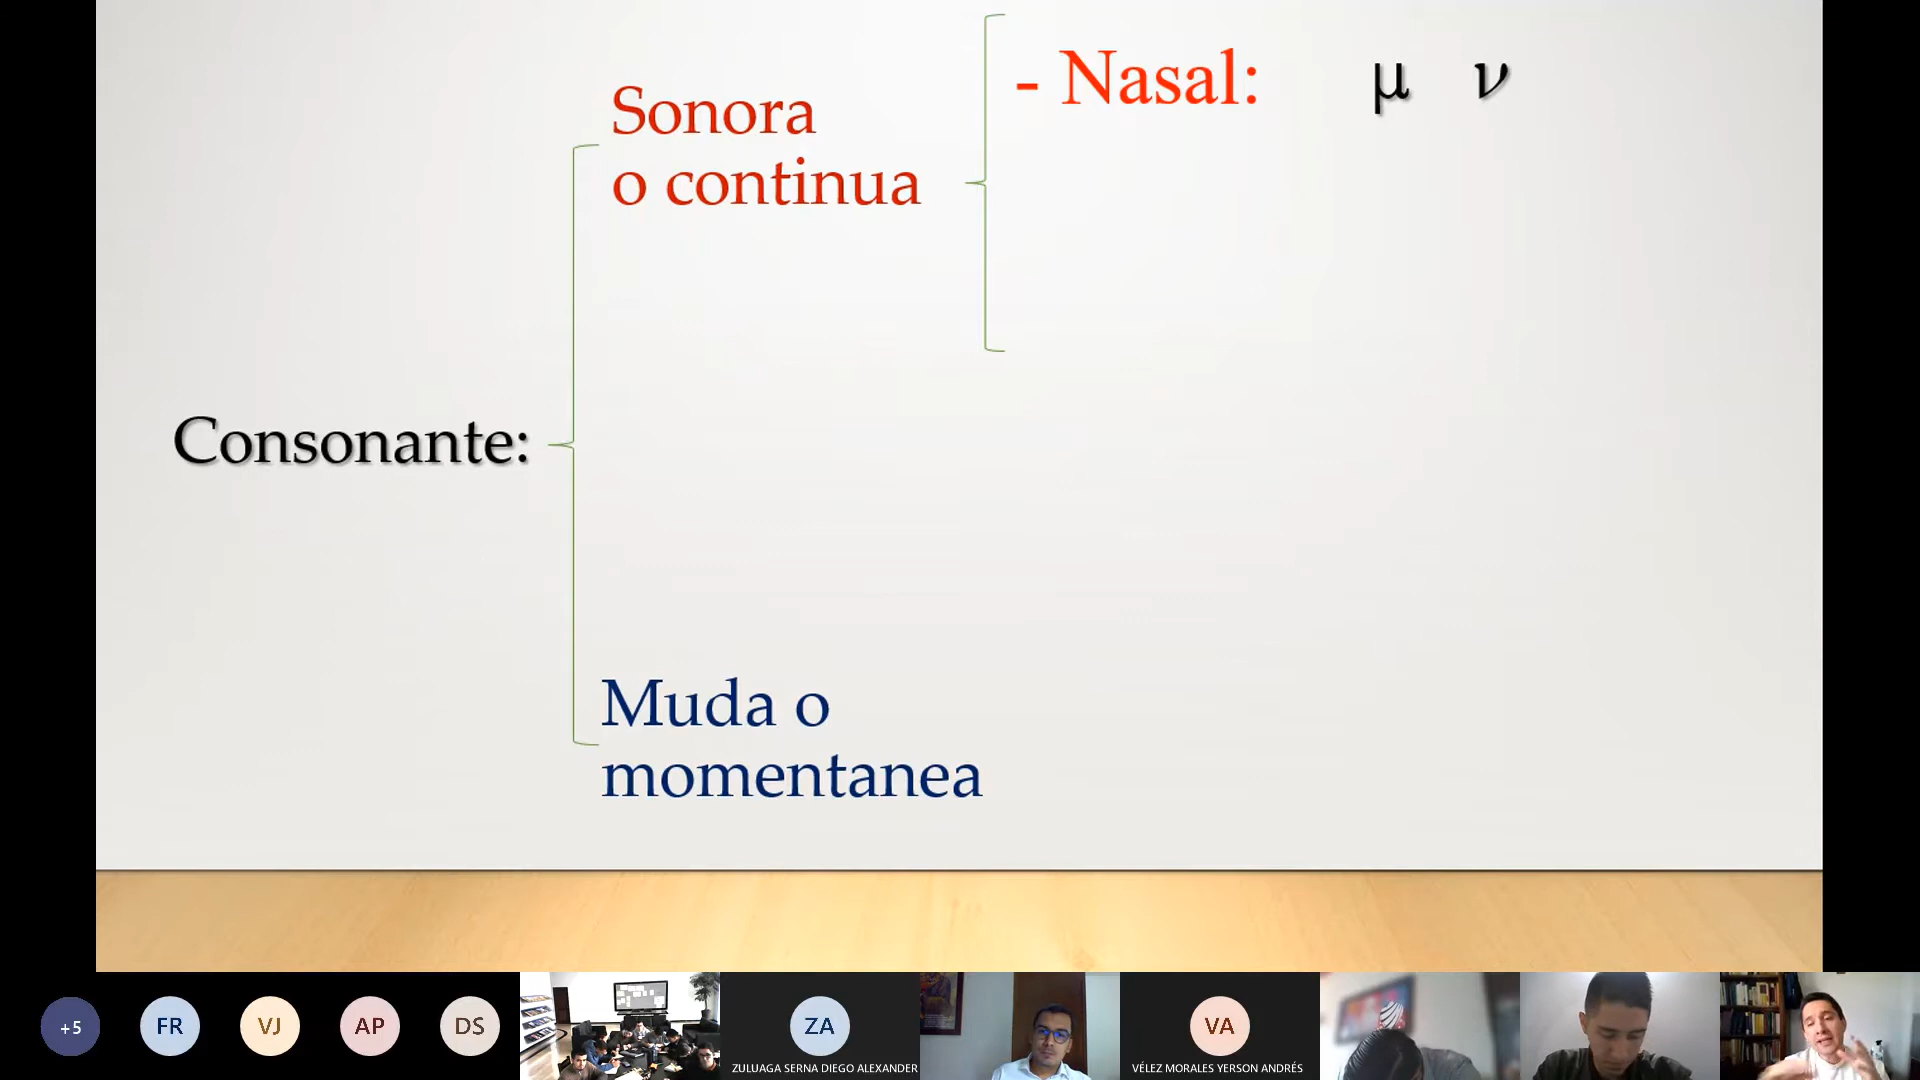 Consonante:
Sonora
o continua
- Nasal: μ ν
Muda o
momentanea
+5
FR
VJ
AP
DS
ZA
ZULUAGA SERNA DIEGO ALEXANDER
VA
VÉLEZ MORALES YERSON ANDRÉS